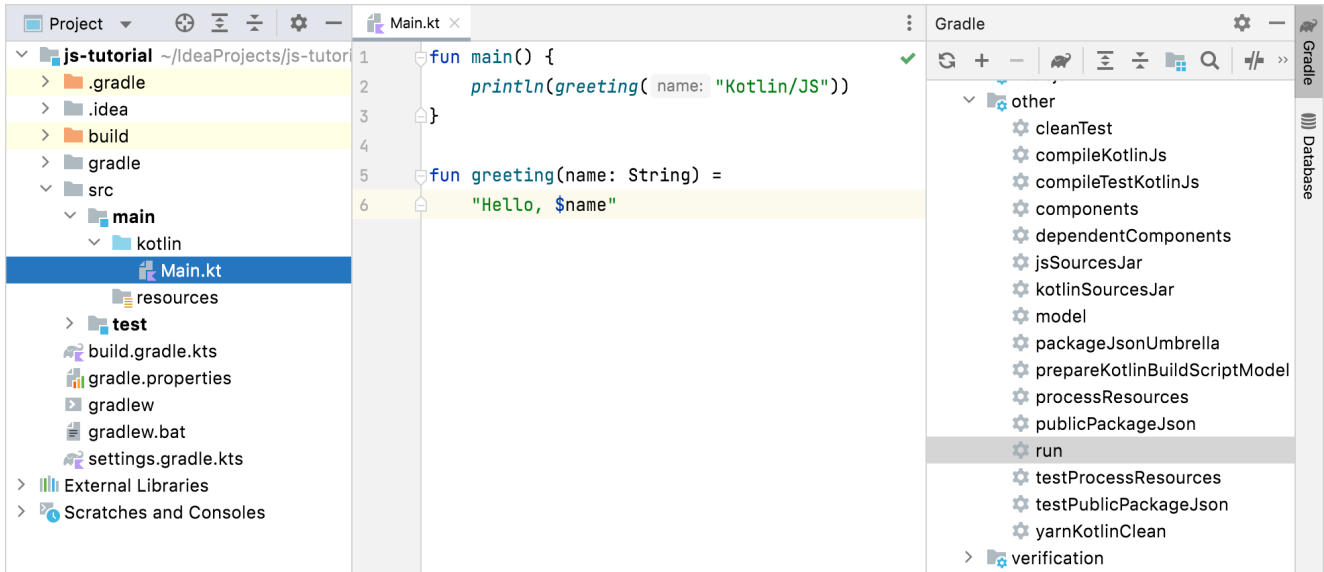 Project
js-tutorial ~/IdeaProjects/js-tutori
.gradle
.idea
build
gradle
src
main
kotlin
Main.kt
resources
test
build.gradle.kts
gradle.properties
gradlew
gradlew.bat
settings.gradle.kts
External Libraries
Scratches and Consoles
Main.kt
1 fun main() {
2 println(greeting( name: "Kotlin/JS"))
3 }
4
5 fun greeting(name: String) =
6 "Hello, $name"
Gradle
other
cleanTest
compileKotlinJs
compileTestKotlinJs
components
dependentComponents
jsSourcesJar
kotlinSourcesJar
model
packageJsonUmbrella
prepareKotlinBuildScriptModel
processResources
publicPackageJson
run
testProcessResources
testPublicPackageJson
yarnKotlinClean
verification
Gradle
Database